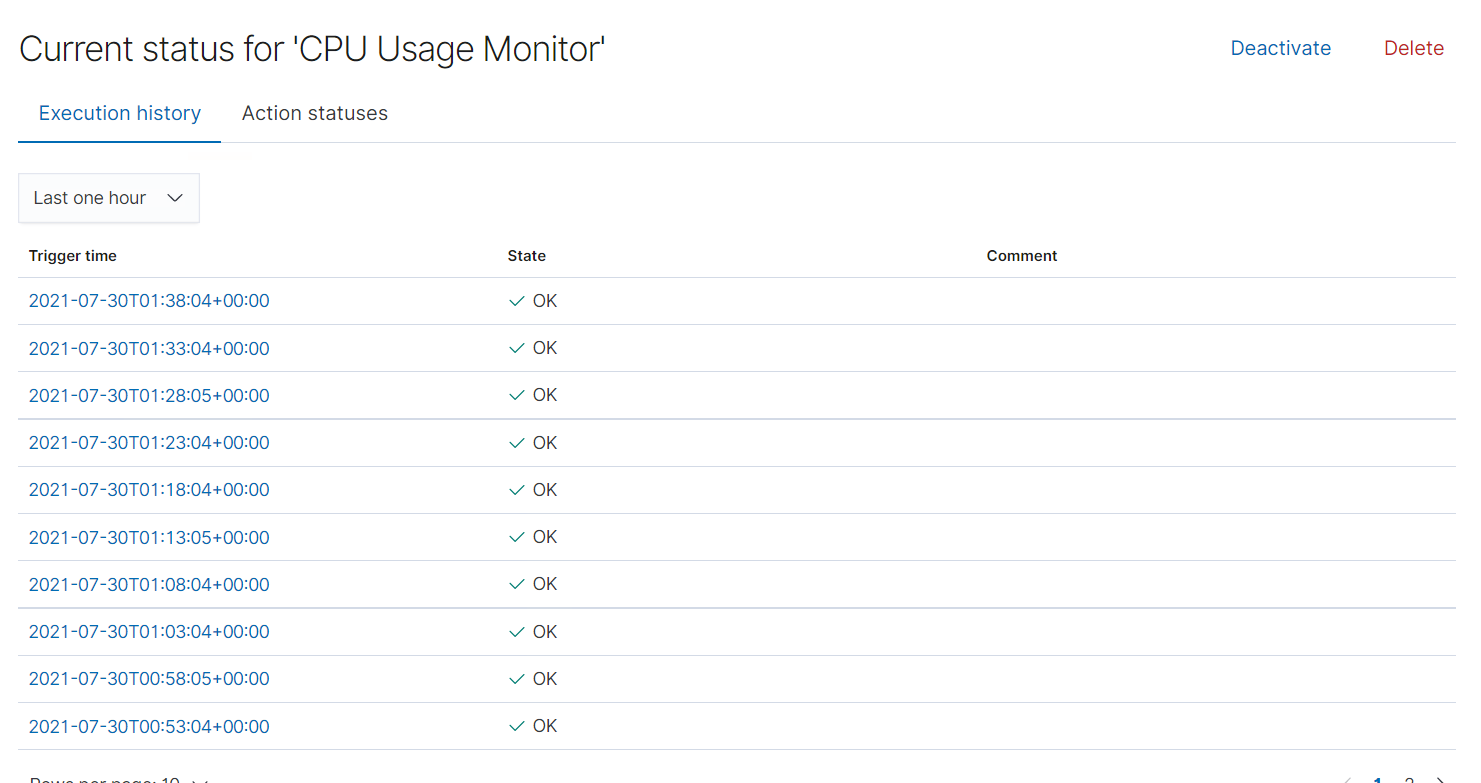 Current status for 'CPU Usage Monitor'
Deactivate Delete
Execution history Action statuses
Last one hour
Trigger time State Comment
2021-07-30T01:38:04+00:00 OK
2021-07-30T01:33:04+00:00 OK
2021-07-30T01:28:05+00:00 OK
2021-07-30T01:23:04+00:00 OK
2021-07-30T01:18:04+00:00 OK
2021-07-30T01:13:05+00:00 OK
2021-07-30T01:08:04+00:00 OK
2021-07-30T01:03:04+00:00 OK
2021-07-30T00:58:05+00:00 OK
2021-07-30T00:53:04+00:00 OK
Rows per page: 10 1 2